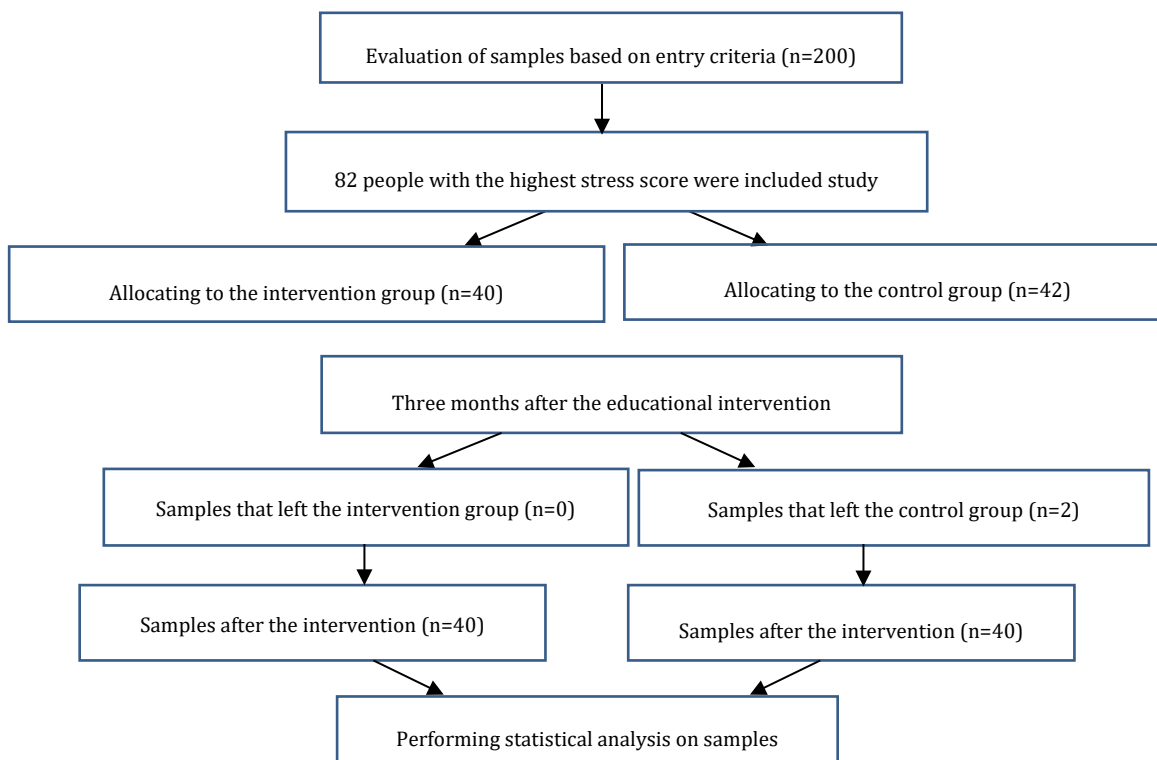 Evaluation of samples based on entry criteria (n=200)
82 people with the highest stress score were included study
Allocating to the intervention group (n=40)
Allocating to the control group (n=42)
Three months after the educational intervention
Samples that left the intervention group (n=0)
Samples that left the control group (n=2)
Samples after the intervention (n=40)
Samples after the intervention (n=40)
Performing statistical analysis on samples